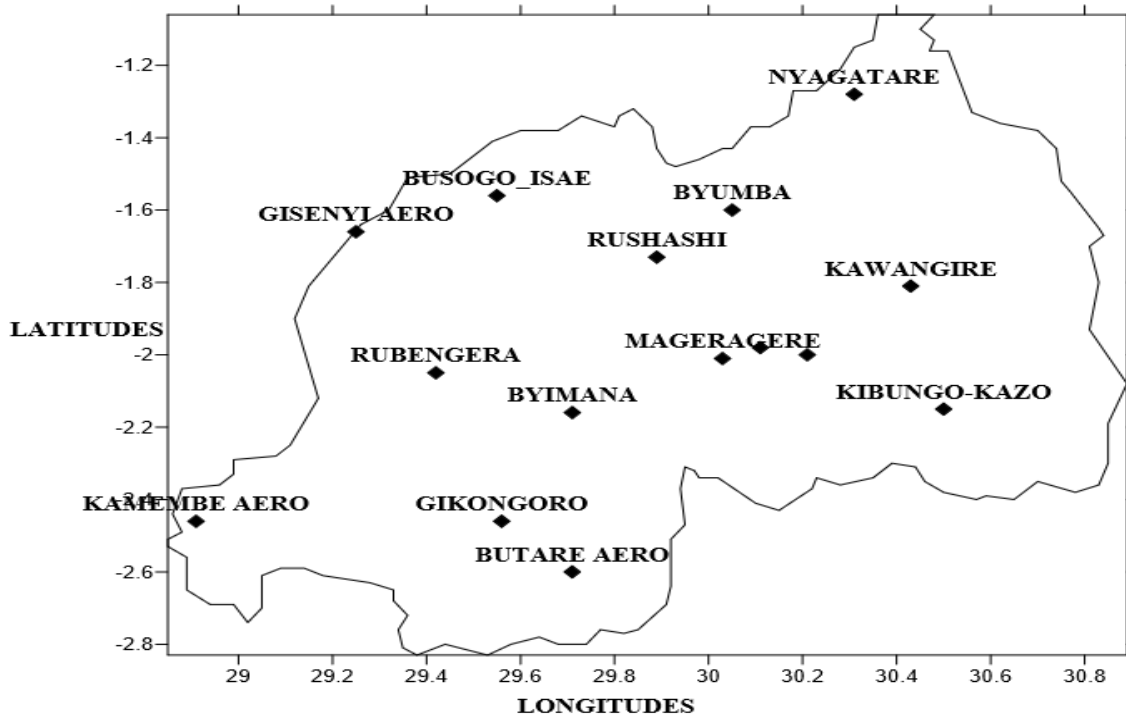 NYAGATARE
-1.2
-1.4
BUSOGO_ISAE
BYUMBA
-1.6
GISENYI AERO
RUSHASHI
KAWANGIRE
-1.8
LATITUDES
MAGERAGERE
RUBENGERA
-2
BYIMANA
KIBUNGO-KAZO
-2.2
KAMEMBE AERO
GIKONGORO
-2.4
BUTARE AERO
-2.6
-2.8
29 29.2 29.4 29.6 29.8 30 30.2 30.4 30.6 30.8
LONGITUDES